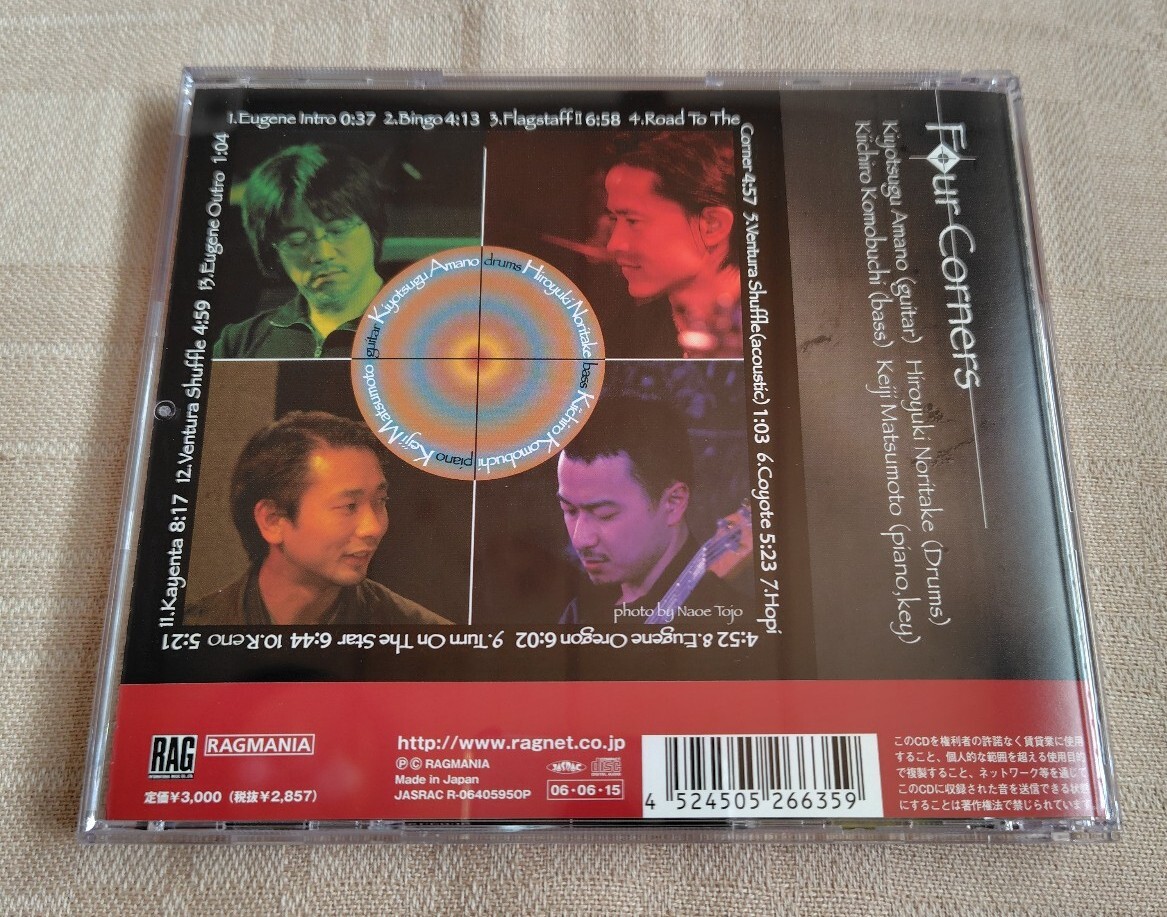 1.Eugene Intro 0:37 2.Bingo 4:13 3.Flagstaff II 6:58 4.Road To The
Corner 4:57 5.Ventura Shuffle(acoustic) 1:03 6.Coyote 5:23 7.Hopi
4:52 8.Eugene Oregon 6:02 9.Turn On The Star 6:44 10.Reno 5:21
11.Kayenta 8:17 12.Ventura Shuffle 4:59 13.Eugene Outro 1:04
guitar Kiyotsugu Amano
drums Hiroyuki Noritake
bass Kiichiro Komobuchi
piano Keiji Matsumoto
photo by Naoe Tojo
Four Corners
Kiyotsugu Amano (guitar) Hiroyuki Noritake (Drums)
Kiichiro Komobuchi (bass) Keiji Matsumoto (piano,key)
RAG
INTERNATIONAL MUSIC CO.,LTD.
RAGMANIA
定価¥3,000 (税抜¥2,857)
http://www.ragnet.co.jp
Ⓟ Ⓒ RAGMANIA
Made in Japan
JASRAC R-0640595OP
JASRAC
disc
DIGITAL AUDIO
06・06・15
4 524505 266359
このCDを権利者の許諾なく賃貸業に使用
すること、個人的な範囲を超える使用目的
で複製すること、ネットワーク等を通じて
このCDに収録された音を送信できる状態
にすることは著作権法で禁じられています